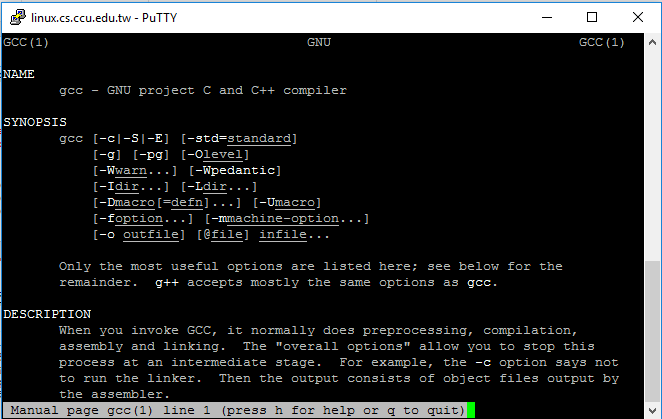 linux.cs.ccu.edu.tw - PuTTY
GCC(1) GNU GCC(1)
NAME
gcc - GNU project C and C++ compiler
SYNOPSIS
gcc [-c|-S|-E] [-std=standard]
[-g] [-pg] [-Olevel]
[-Wwarn...] [-Wpedantic]
[-Idir...] [-Ldir...]
[-Dmacro[=defn]...] [-Umacro]
[-foption...] [-mmachine-option...]
[-o outfile] [@file] infile...
Only the most useful options are listed here; see below for the
remainder. g++ accepts mostly the same options as gcc.
DESCRIPTION
When you invoke GCC, it normally does preprocessing, compilation,
assembly and linking. The "overall options" allow you to stop this
process at an intermediate stage. For example, the -c option says not
to run the linker. Then the output consists of object files output by
the assembler.
Manual page gcc(1) line 1 (press h for help or q to quit)